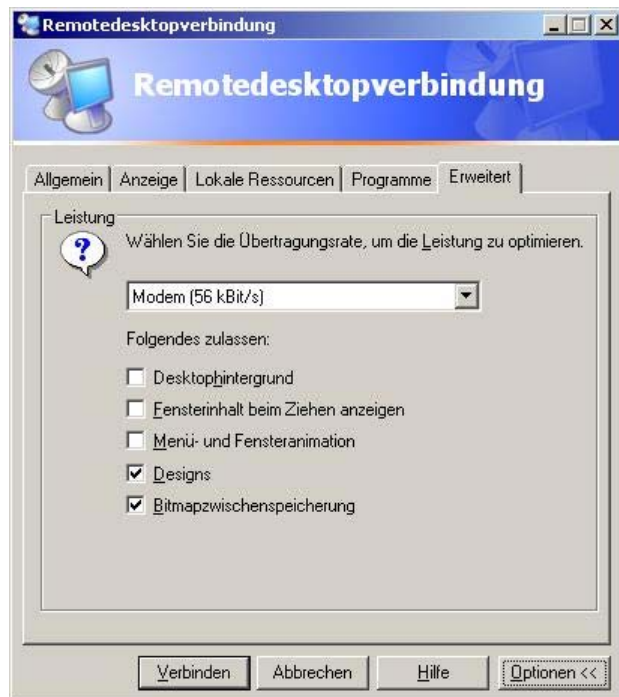 Remotedesktopverbindung
Remotedesktopverbindung
Allgemein Anzeige Lokale Ressourcen Programme Erweitert
Leistung
Wählen Sie die Übertragungsrate, um die Leistung zu optimieren.
Modem (56 kBit/s)
Folgendes zulassen:
Desktophintergrund
Fensterinhalt beim Ziehen anzeigen
Menü- und Fensteranimation
Designs
Bitmapzwischenspeicherung
Verbinden Abbrechen Hilfe Optionen <<